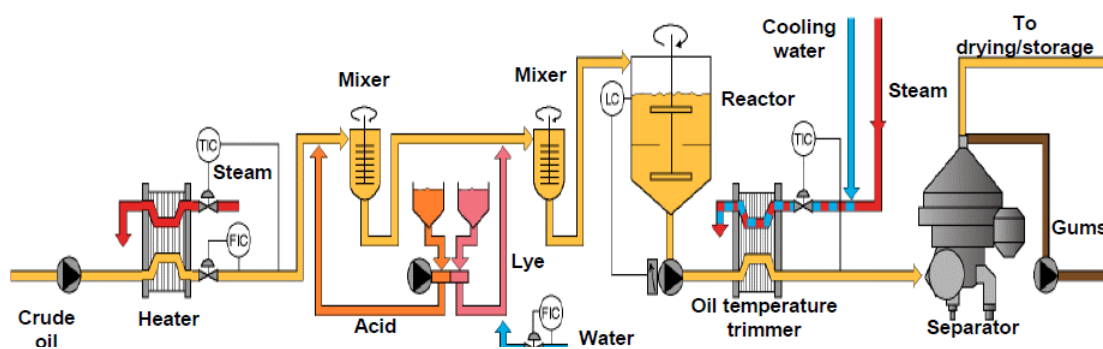 To
drying/storage
Cooling
water
Mixer
Mixer
Reactor
Steam
LC
TIC
TIC
Steam
FIC
Gums
Lye
Crude
oil
Heater
Acid
FIC
Water
Oil temperature
trimmer
Separator